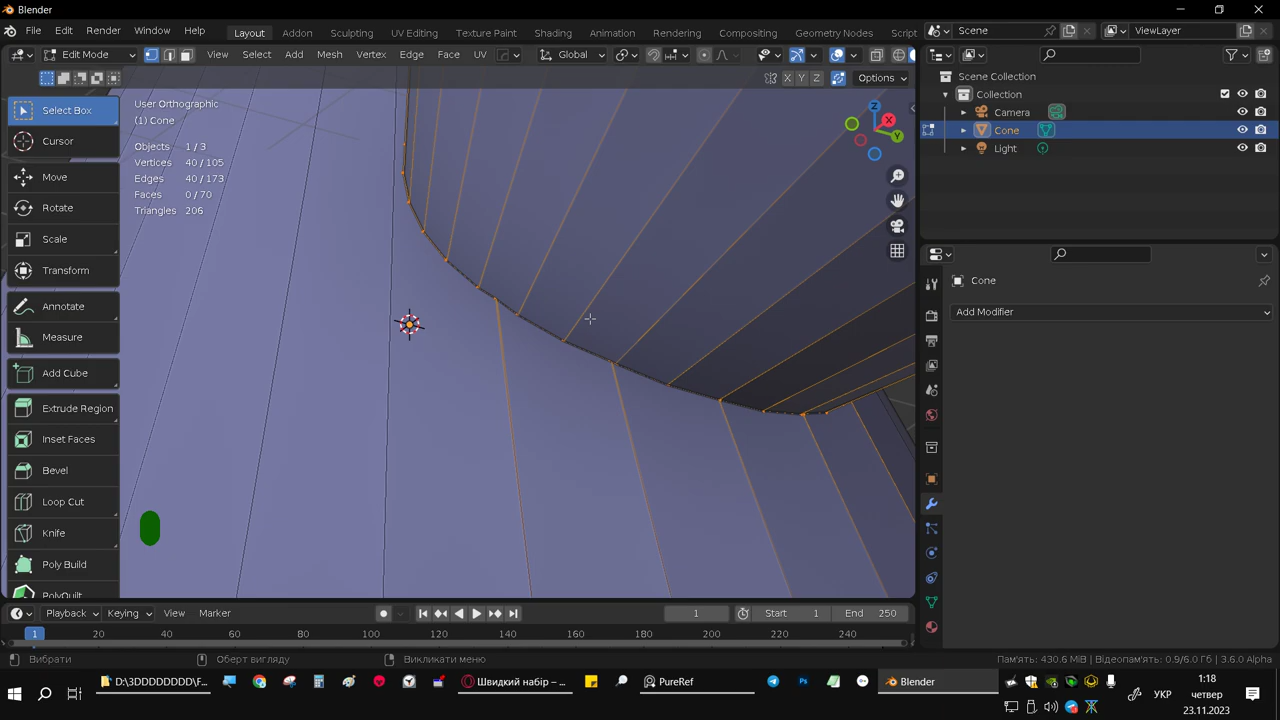 Blender
File Edit Render Window Help Layout Addon Modeling Sculpting UV Editing Texture Paint Shading Animation Rendering Compositing Geometry Nodes Script Scene ViewLayer
Edit Mode View Select Add Mesh Vertex Edge Face UV Global
X Y Z Options
Select Box
Cursor
Move
Rotate
Scale
Transform
Annotate
Measure
Add Cube
Extrude Region
Inset Faces
Bevel
Loop Cut
Knife
Poly Build
PolyQuilt
User Orthographic
(1) Cone
Objects 1 / 3
Vertices 40 / 105
Edges 40 / 173
Faces 0 / 70
Triangles 206
Z X Y
Scene Collection
Collection
Camera
Cone
Light
Cone
Add Modifier
Playback Keying View Marker 1 Start 1 End 250
1 20 40 60 80 100 120 140 160 180 200 220 240
Вибрати Оберт вигляду Викликати меню Пам'ять: 430.6 MiB | Відеопам'ять: 0.9/6.0 Гб | 3.6.0 Alpha
D:\3DDDDDDDD\F... Швидкий набір – ... PureRef Blender УКР 1:18
четвер
23.11.2023